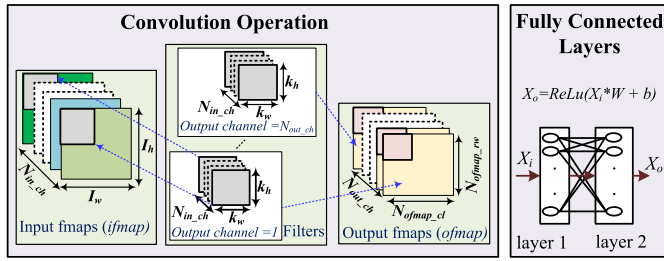 Convolution Operation
N_in_ch
I_w
I_h
Input fmaps (ifmap)
N_in_ch
k_w
k_h
Output channel =N_out_ch
N_in_ch
k_w
k_h
Output channel =1
Filters
N_out_ch
N_ofmap_cl
N_ofmap_rw
Output fmaps (ofmap)
Fully Connected
Layers
X_o=ReLu(X_i*W + b)
X_i
X_o
layer 1
layer 2